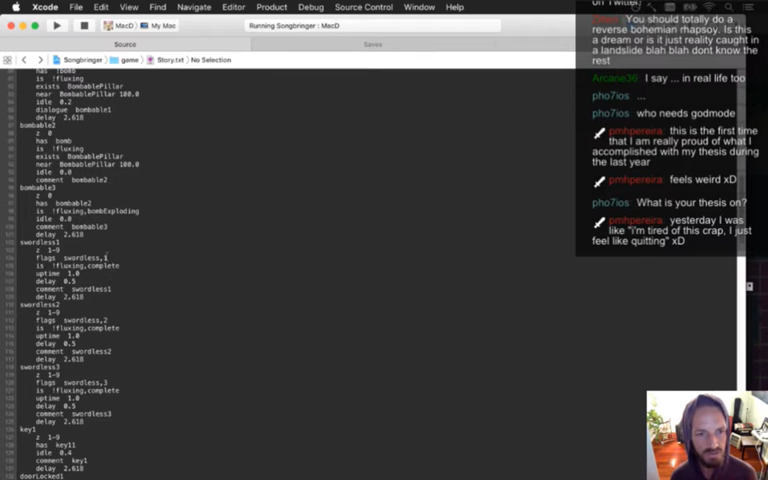 Xcode File Edit View Find Navigate Editor Product Debug Source Control Window Help
MacD My Mac
Running Songbringer : MacD
Source
Saves
Songbringer game Story.txt No Selection
has !bomb
is !fluxing
exists BombablePillar
near BombablePillar 100.0
idle 0.2
dialogue bombable1
delay 2.618
bombable2
z 0
has bomb
is !fluxing
exists BombablePillar
near BombablePillar 100.0
idle 0.0
comment bombable2
bombable3
z 0
has bombable2
is !fluxing,bombExploding
idle 0.0
comment bombable3
delay 2.618
swordless1
z 1-9
flags swordless,1
is !fluxing,complete
uptime 1.0
delay 0.5
comment swordless1
delay 2.618
swordless2
z 1-9
flags swordless,2
is !fluxing,complete
uptime 1.0
delay 0.5
comment swordless2
delay 2.618
swordless3
z 1-9
flags swordless,3
is !fluxing,complete
uptime 1.0
delay 0.5
comment swordless3
delay 2.618
key1
z 1-9
has key11
idle 0.4
comment key1
delay 2.618
doorLocked1
on Twitter?
You should totally do a
reverse bohemian rhapsoy. Is this
a dream or is it just reality caught in
a landslide blah blah dont know the
rest
Arcane36: I say ... in real life too
pho7ios: ...
pho7ios: who needs godmode
pmhpereira: this is the first time
that I am really proud of what I
accomplished with my thesis during
the last year
pmhpereira: feels weird xD
pho7ios: What is your thesis on?
pmhpereira: yesterday I was
like "i'm tired of this crap, I just
feel like quitting" xD